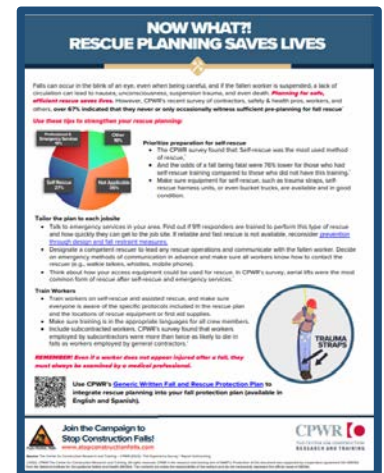 NOW WHAT?!
RESCUE PLANNING SAVES LIVES
Falls can occur in the blink of an eye, even when being careful, and if the fallen worker is suspended, a lack of
circulation can lead to nausea, unconsciousness, suspension trauma, and even death. Planning for safe,
efficient rescue saves lives. However, CPWR's recent survey of contractors, safety & health pros, workers, and
others, over 67% indicated that they never or only occasionally witness sufficient pre-planning for fall rescue
Use these tips to strengthen your rescue planning:
Professional &
Emergency Services
Other
Self Rescue
27%
Not Applicable
Prioritize preparation for self-rescue
The CPWR survey found that Self-rescue was the most used method
of rescue,
And the odds of a fall being fatal were 76% lower for those who had
self-rescue training compared to those who did not have this training.
Make sure equipment for self-rescue, such as trauma straps, self-
rescue harness units, or even bucket trucks, are available and in good
condition.
Tailor the plan to each jobsite
Talk to emergency services in your area. Find out if 911 responders are trained to perform this type of rescue
and how quickly they can get to the job site. If reliable and fast rescue is not available, reconsider prevention
through design and fall restraint measures.
Designate a competent rescuer to lead any rescue operations and communicate with the fallen worker. Decide
on emergency methods of communication in advance and make sure all workers know how to contact the
rescuer (e.g., walkie talkies, whistles, mobile phone).
Think about how your access equipment could be used for rescue. In CPWR's survey, aerial lifts were the most
common form of rescue after self-rescue and emergency services.
Train Workers
Train workers on self-rescue and assisted rescue, and make sure
everyone is aware of the specific protocols included in the rescue plan
and the locations of rescue equipment or first aid supplies.
Make sure training is in the appropriate languages for all crew members.
Include subcontracted workers. CPWR's survey found that workers
employed by subcontractors were more than twice as likely to die in
falls as workers employed by general contractors.
TRAUMA
STRAPS
REMEMBER! Even if a worker does not appear injured after a fall, they
must always be examined by a medical professional.
Use CPWR's Generic Written Fall and Rescue Protection Plan to
integrate rescue planning into your fall protection plan (available in
English and Spanish).
Join the Campaign to
Stop Construction Falls!
www.stopconstructionfalls.com
CPWR
THE CENTER FOR CONSTRUCTION
RESEARCH AND TRAINING